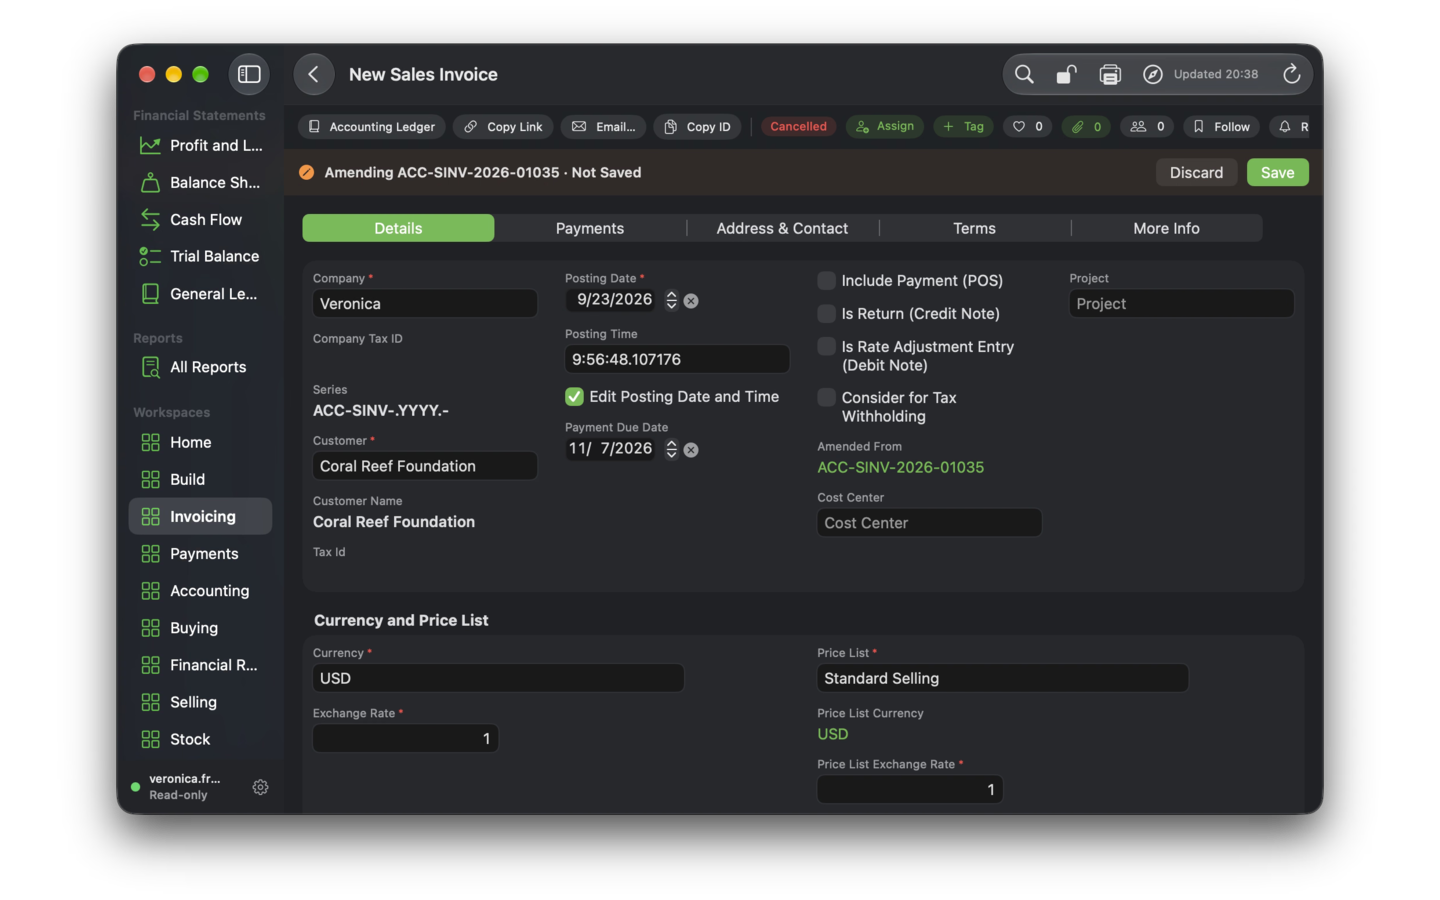 New Sales Invoice
Updated 20:38
Financial Statements
Profit and L...
Balance Sh...
Cash Flow
Trial Balance
General Le...
Reports
All Reports
Workspaces
Home
Build
Invoicing
Payments
Accounting
Buying
Financial R...
Selling
Stock
veronica.fr...
Read-only
Accounting Ledger
Copy Link
Email...
Copy ID
Cancelled
Assign
Tag
0
0
0
Follow
R
Amending ACC-SINV-2026-01035 · Not Saved
Discard
Save
Details
Payments
Address & Contact
Terms
More Info
Company *
Veronica
Company Tax ID
Series
ACC-SINV-.YYYY.-
Customer *
Coral Reef Foundation
Customer Name
Coral Reef Foundation
Tax Id
Posting Date *
9/23/2026
Posting Time
9:56:48.107176
Edit Posting Date and Time
Payment Due Date
11/ 7/2026
Include Payment (POS)
Is Return (Credit Note)
Is Rate Adjustment Entry
(Debit Note)
Consider for Tax
Withholding
Amended From
ACC-SINV-2026-01035
Cost Center
Cost Center
Project
Project
Currency and Price List
Currency *
USD
Exchange Rate *
1
Price List *
Standard Selling
Price List Currency
USD
Price List Exchange Rate *
1